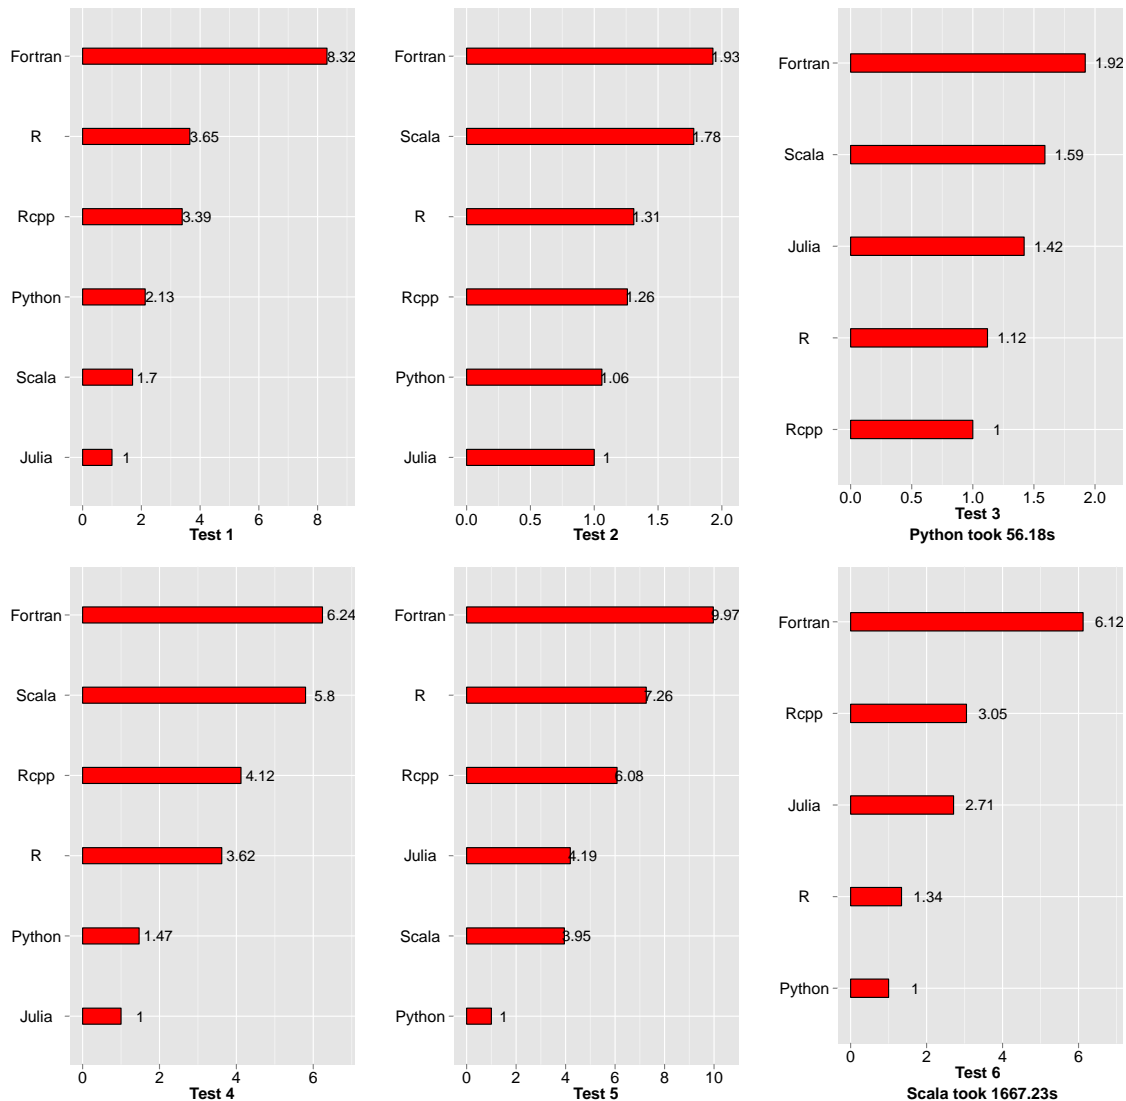 Fortran 8.32
R 3.65
Rcpp 3.39
Python 2.13
Scala 1.7
Julia 1
0 2 4 6 8
Test 1
Fortran 1.93
Scala 1.78
R 1.31
Rcpp 1.26
Python 1.06
Julia 1
0.0 0.5 1.0 1.5 2.0
Test 2
Fortran 1.92
Scala 1.59
Julia 1.42
R 1.12
Rcpp 1
0.0 0.5 1.0 1.5 2.0
Test 3
Python took 56.18s
Fortran 6.24
Scala 5.8
Rcpp 4.12
R 3.62
Python 1.47
Julia 1
0 2 4 6
Test 4
Fortran 9.97
R 7.26
Rcpp 6.08
Julia 4.19
Scala 3.95
Python 1
0 2 4 6 8 10
Test 5
Fortran 6.12
Rcpp 3.05
Julia 2.71
R 1.34
Python 1
0 2 4 6
Test 6
Scala took 1667.23s